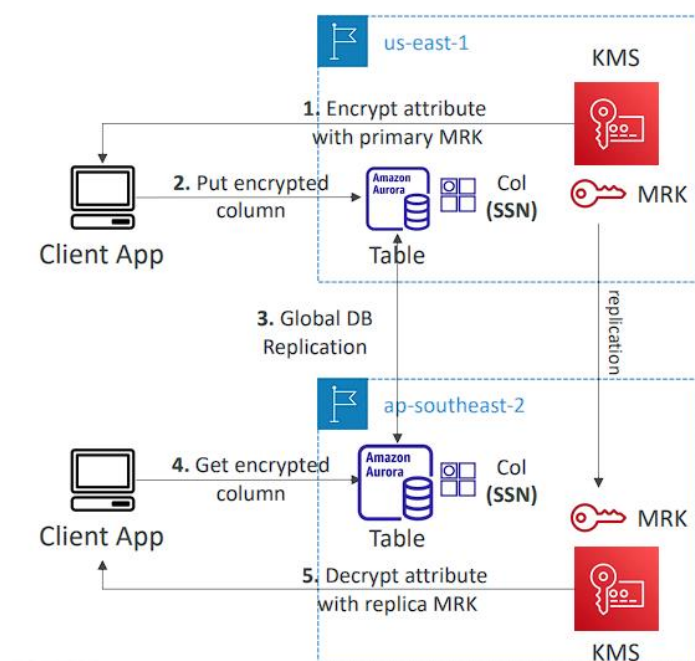 us-east-1
KMS
1. Encrypt attribute
with primary MRK
2. Put encrypted
column
Amazon
Aurora
Col
(SSN)
MRK
Client App
Table
replication
3. Global DB
Replication
ap-southeast-2
4. Get encrypted
column
Amazon
Aurora
Col
(SSN)
MRK
Client App
Table
5. Decrypt attribute
with replica MRK
KMS